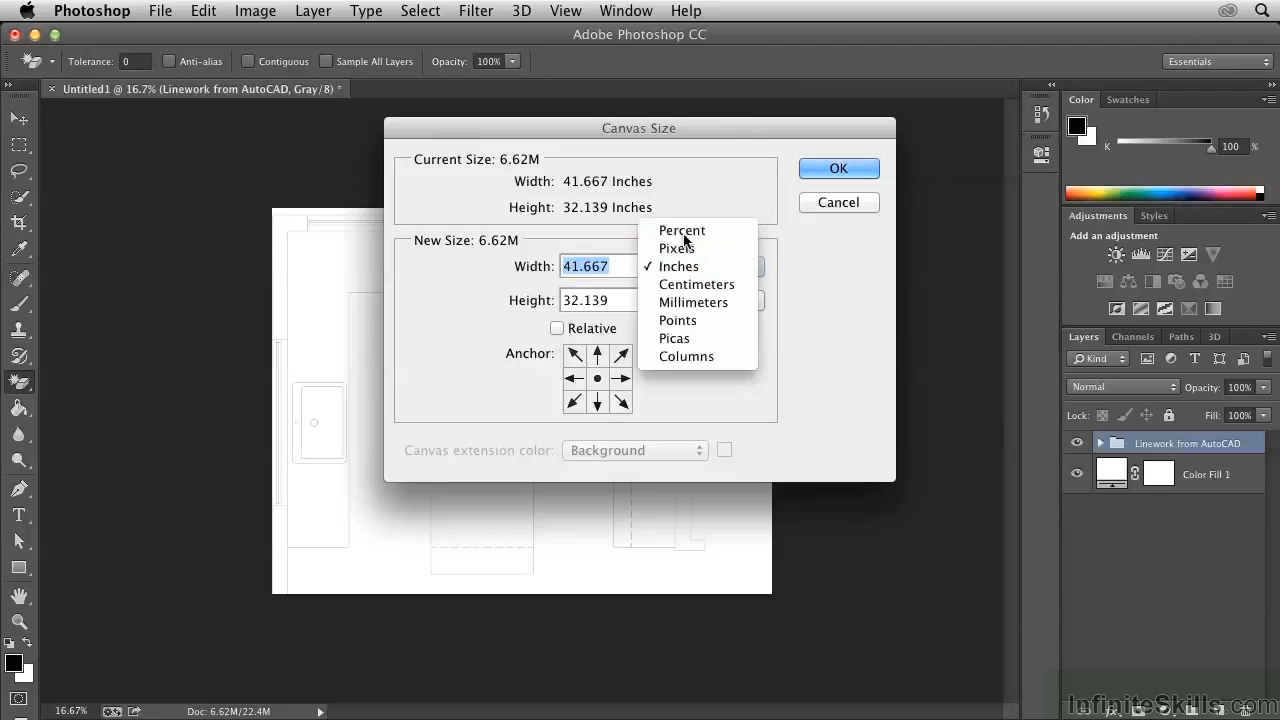 Photoshop File Edit Image Layer Type Select Filter 3D View Window Help
Adobe Photoshop CC
Tolerance: 0 Anti-alias Contiguous Sample All Layers Opacity: 100% Essentials
Untitled1 @ 16.7% (Linework from AutoCAD, Gray/8) *
Color Swatches
K 100 %
Canvas Size
Current Size: 6.62M
Width: 41.667 Inches
Height: 32.139 Inches
New Size: 6.62M
Width: 41.667
Height: 32.139
Relative
Anchor:
Canvas extension color: Background
OK
Cancel
Percent
Pixels
Inches
Centimeters
Millimeters
Points
Picas
Columns
Adjustments Styles
Add an adjustment
Layers Channels Paths 3D
Kind
Normal Opacity: 100%
Lock: Fill: 100%
Linework from AutoCAD
Color Fill 1
16.67% Doc: 6.62M/22.4M
InfiniteSkills.com